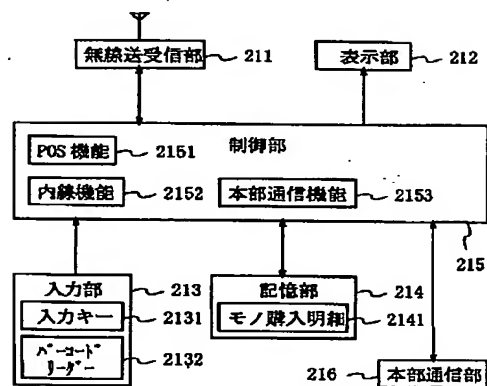 無線送受信部
211
表示部
212
制御部
POS機能
2151
内線機能
2152
本部通信機能
2153
215
入力部
213
入力キー
2131
バーコード
リーダー
2132
記憶部
214
モノ購入明細
2141
216
本部通信部